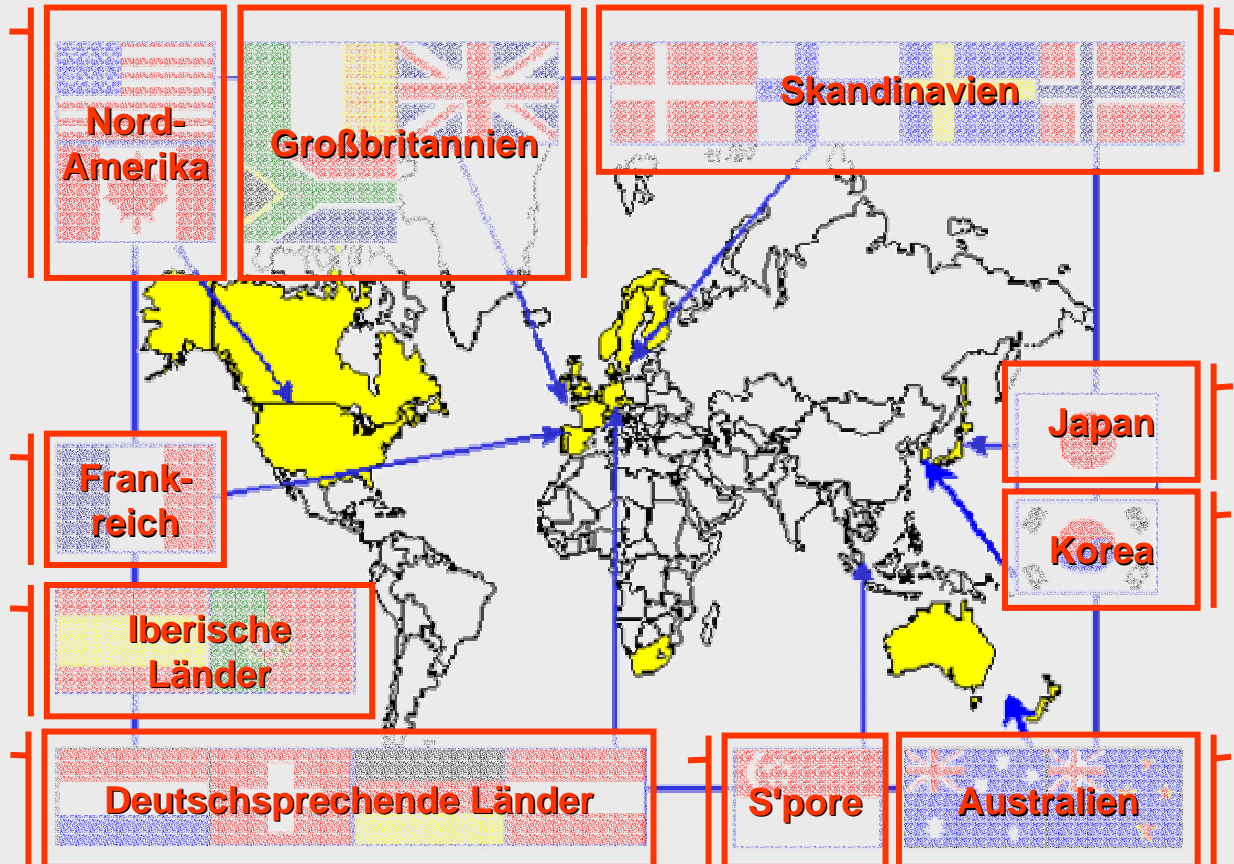 Nord-
Amerika
Großbritannien
Skandinavien
Japan
Frank-
reich
Korea
Iberische
Länder
Deutschsprechende Länder
S'pore
Australien